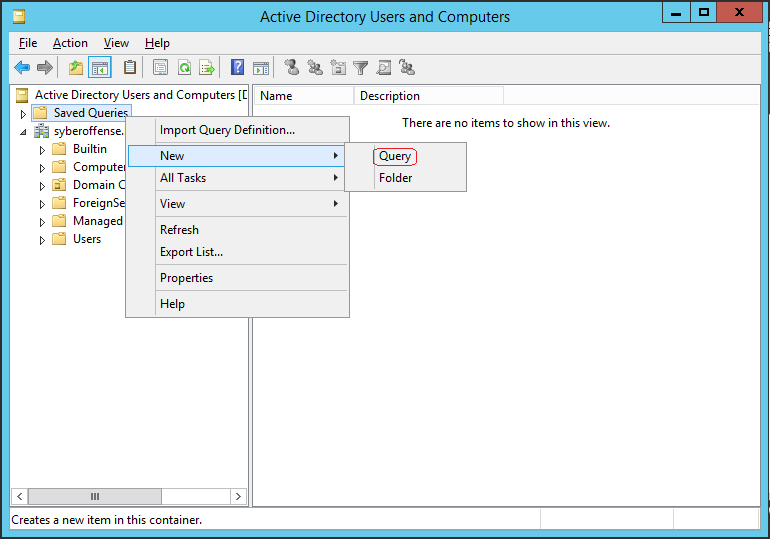 Active Directory Users and Computers
File Action View Help
Active Directory Users and Computers [D
Saved Queries
syberoffense.
Builtin
Computer
Domain C
ForeignSe
Managed
Users
Name Description
There are no items to show in this view.
Import Query Definition...
New
All Tasks
View
Refresh
Export List...
Properties
Help
Query
Folder
Creates a new item in this container.